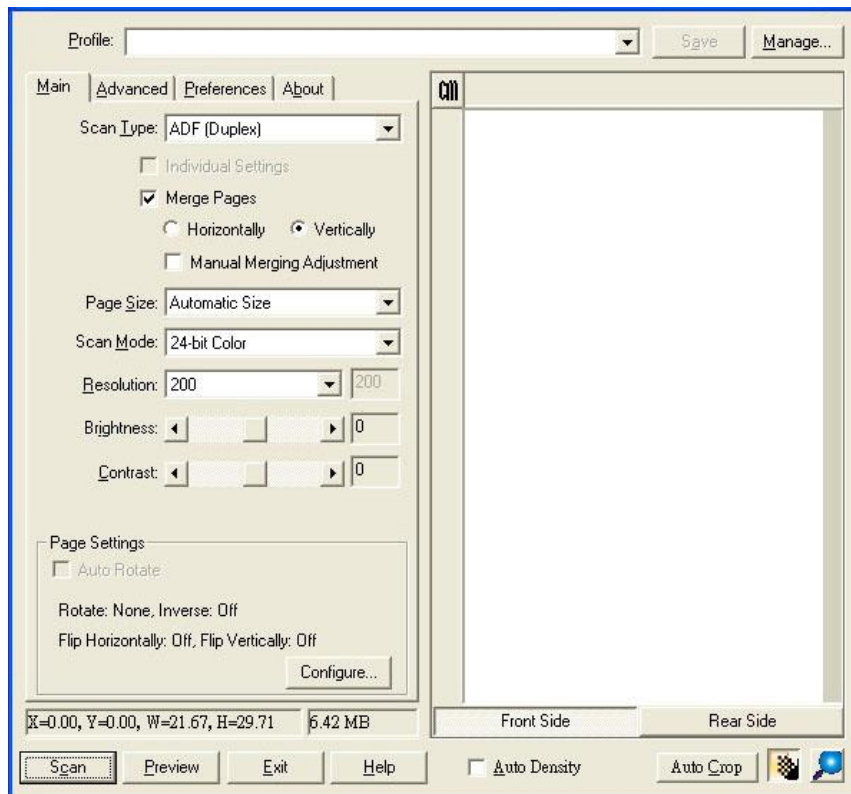 Profile: Save Manage...
Main Advanced Preferences About
Scan Type: ADF (Duplex)
Individual Settings
Merge Pages
Horizontally Vertically
Manual Merging Adjustment
Page Size: Automatic Size
Scan Mode: 24-bit Color
Resolution: 200 200
Brightness: 0
Contrast: 0
Page Settings
Auto Rotate
Rotate: None, Inverse: Off
Flip Horizontally: Off, Flip Vertically: Off
Configure...
X=0.00, Y=0.00, W=21.67, H=29.71 6.42 MB
Front Side Rear Side
Scan Preview Exit Help Auto Density Auto Crop